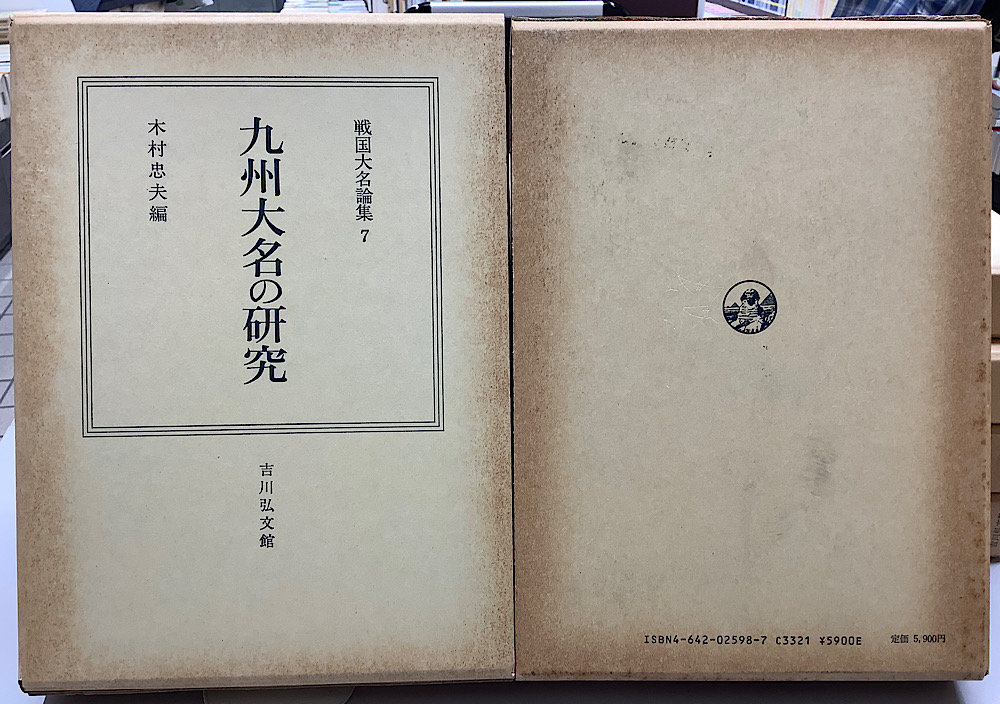 戦国大名論集 7
九州大名の研究
木村忠夫編
吉川弘文館
ISBN4-642-02598-7 C3321 ¥5900E 定価 5,900円